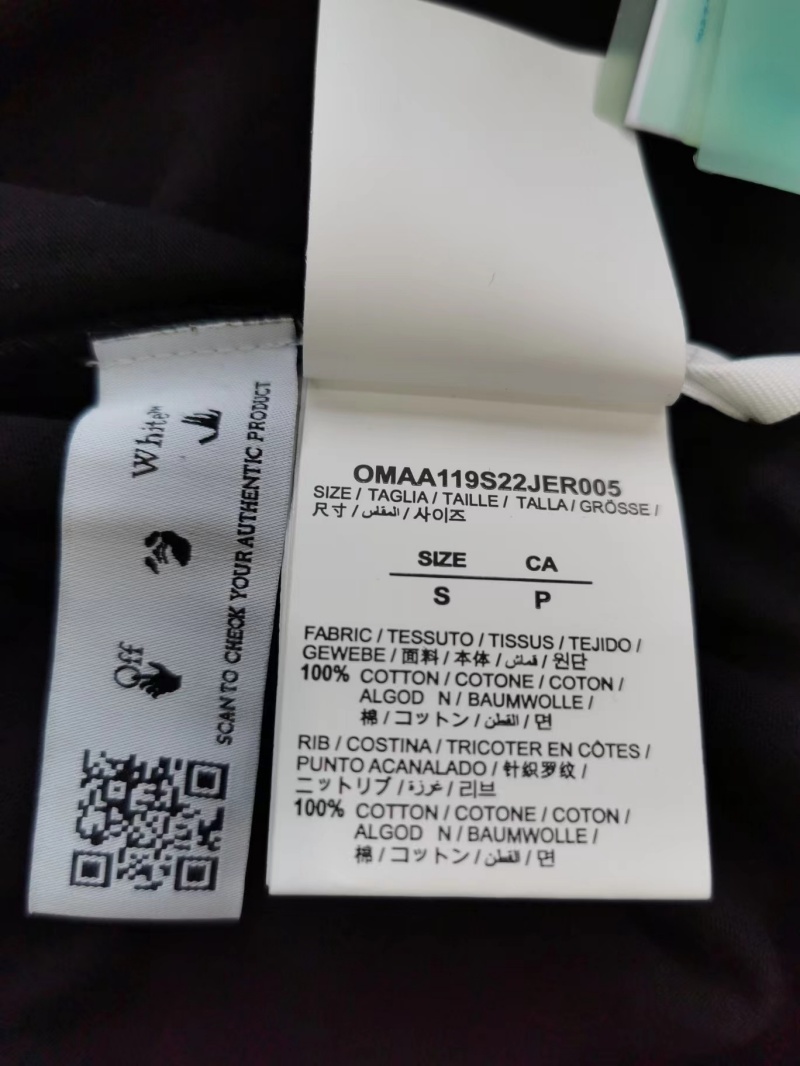 White™
Off
SCAN TO CHECK YOUR AUTHENTIC PRODUCT
OMAA119S22JER005
SIZE / TAGLIA / TAILLE / TALLA / GRÖSSE /
尺寸 / المقاس / 사이즈
SIZE CA
S P
FABRIC / TESSUTO / TISSUS / TEJIDO /
GEWEBE / 面料 / 本体 / قماش / 원단
100% COTTON / COTONE / COTON /
ALGOD N / BAUMWOLLE /
棉 / コットン / القطن / 면
RIB / COSTINA / TRICOTER EN CÔTES /
PUNTO ACANALADO / 针织罗纹 /
ニットリブ / غرزة / 리브
100% COTTON / COTONE / COTON /
ALGOD N / BAUMWOLLE /
棉 / コットン / القطن / 면